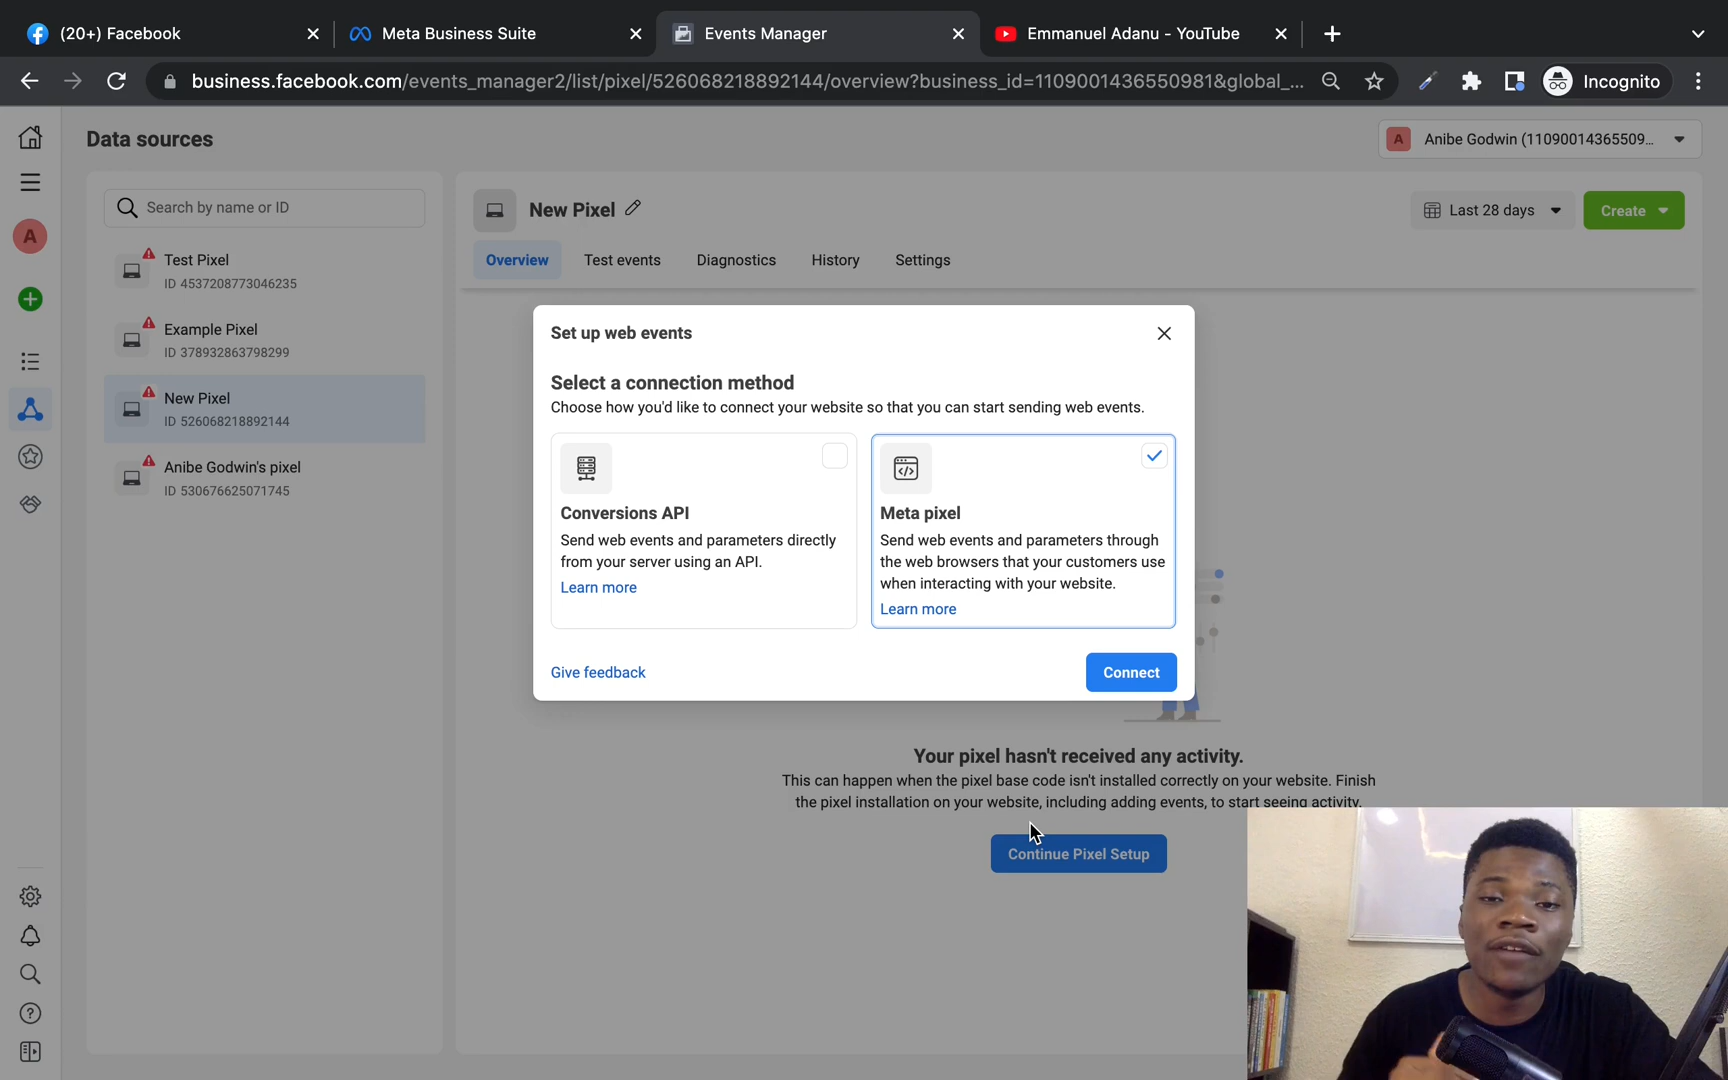 (20+) Facebook
Meta Business Suite
Events Manager
Emmanuel Adanu - YouTube
business.facebook.com/events_manager2/list/pixel/526068218892144/overview?business_id=1109001436550981&global_...
Incognito
Data sources
A
Anibe Godwin (11090014365509...
A
Search by name or ID
Test Pixel
ID 4537208773046235
Example Pixel
ID 378932863798299
New Pixel
ID 526068218892144
Anibe Godwin's pixel
ID 530676625071745
New Pixel
Last 28 days
Create
Overview
Test events
Diagnostics
History
Settings
Set up web events
Select a connection method
Choose how you'd like to connect your website so that you can start sending web events.
Conversions API
Send web events and parameters directly
from your server using an API.
Learn more
Meta pixel
Send web events and parameters through
the web browsers that your customers use
when interacting with your website.
Learn more
Give feedback
Connect
Your pixel hasn't received any activity.
This can happen when the pixel base code isn't installed correctly on your website. Finish
the pixel installation on your website, including adding events, to start seeing activity.
Continue Pixel Setup